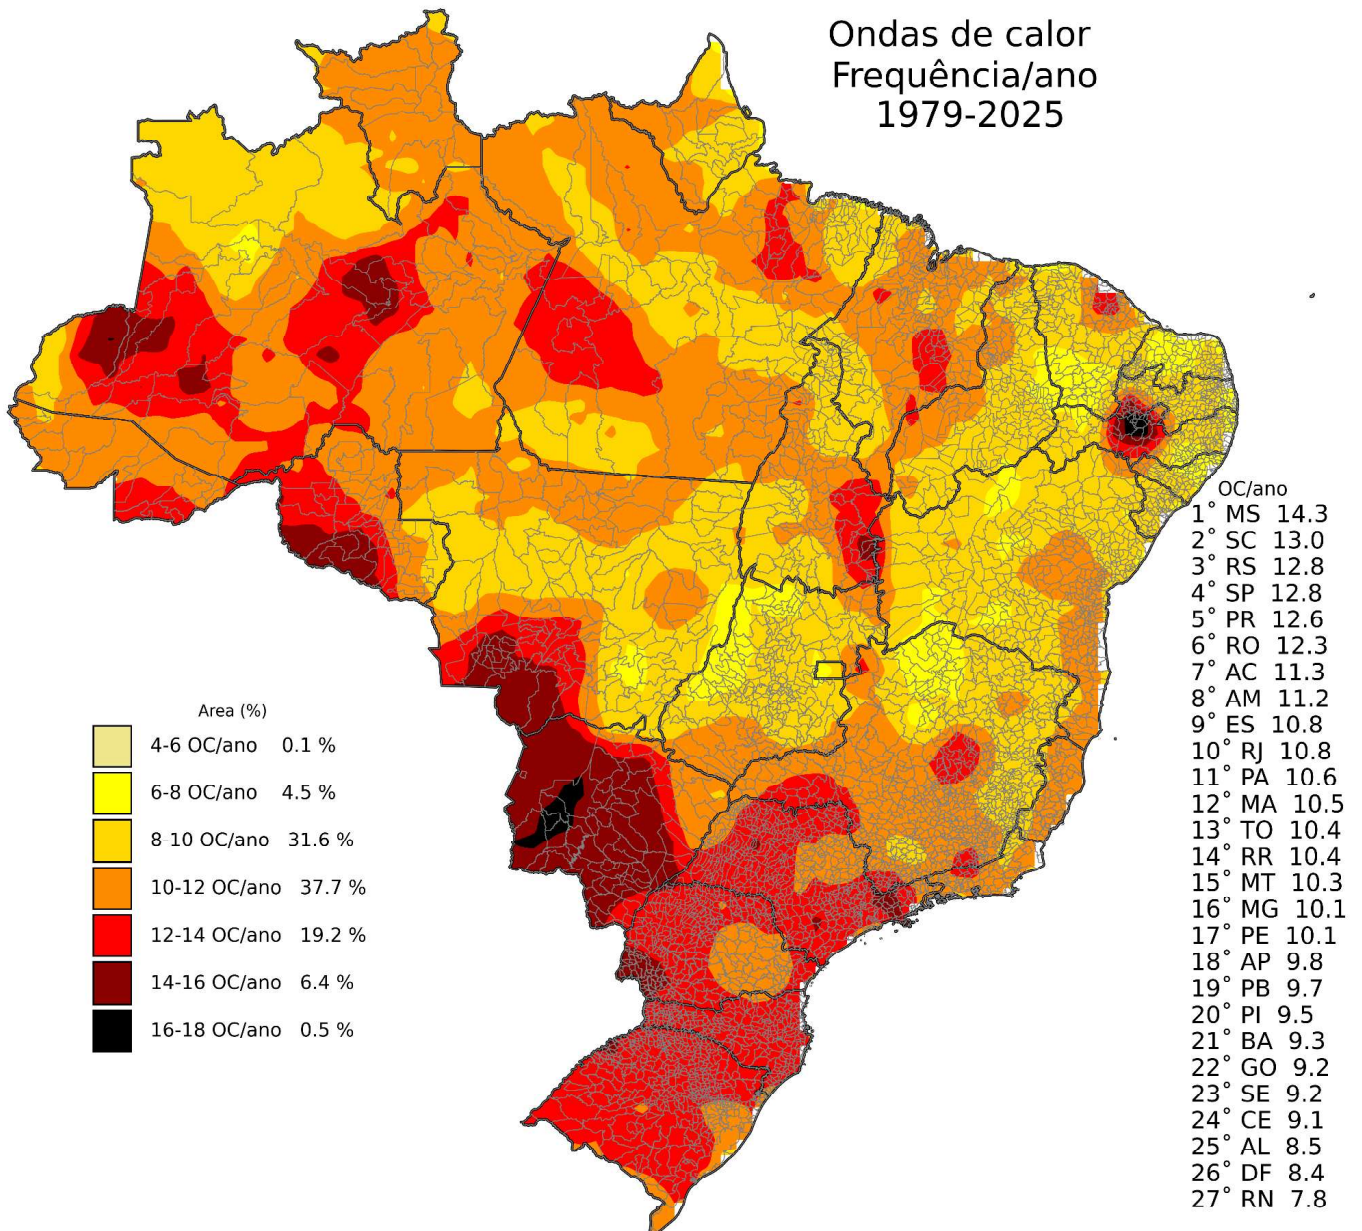 Ondas de calor
Frequência/ano
1979-2025
Area (%)
4-6 OC/ano 0.1 %
6-8 OC/ano 4.5 %
8-10 OC/ano 31.6 %
10-12 OC/ano 37.7 %
12-14 OC/ano 19.2 %
14-16 OC/ano 6.4 %
16-18 OC/ano 0.5 %
OC/ano
1° MS 14.3
2° SC 13.0
3° RS 12.8
4° SP 12.8
5° PR 12.6
6° RO 12.3
7° AC 11.3
8° AM 11.2
9° ES 10.8
10° RJ 10.8
11° PA 10.6
12° MA 10.5
13° TO 10.4
14° RR 10.4
15° MT 10.3
16° MG 10.1
17° PE 10.1
18° AP 9.8
19° PB 9.7
20° PI 9.5
21° BA 9.3
22° GO 9.2
23° SE 9.2
24° CE 9.1
25° AL 8.5
26° DF 8.4
27° RN 7.8